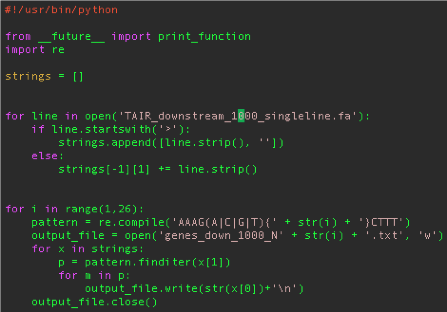 #!/usr/bin/python
from __future__ import print_function
import re
strings = []
for line in open('TAIR_downstream_1000_singleline.fa'):
    if line.startswith('>'):
        strings.append([line.strip(), ''])
    else:
        strings[-1][1] += line.strip()
for i in range(1,26):
    pattern = re.compile('AAAG(A|C|G|T){' + str(i) + '}CTTT')
    output_file = open('genes_down_1000_N' + str(i) + '.txt', 'w')
    for x in strings:
        p = pattern.finditer(x[1])
        for m in p:
            output_file.write(str(x[0])+'\n')
    output_file.close()